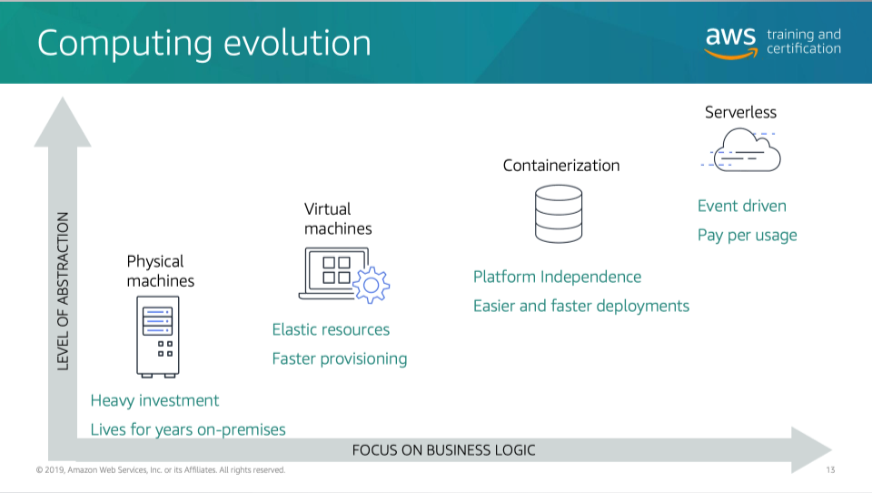 Computing evolution
aws training and
certification
Serverless
Event driven
Pay per usage
Containerization
Platform Independence
Easier and faster deployments
Virtual
machines
Elastic resources
Faster provisioning
Physical
machines
Heavy investment
Lives for years on-premises
LEVEL OF ABSTRACTION
FOCUS ON BUSINESS LOGIC
© 2019, Amazon Web Services, Inc. or its Affiliates. All rights reserved.
13